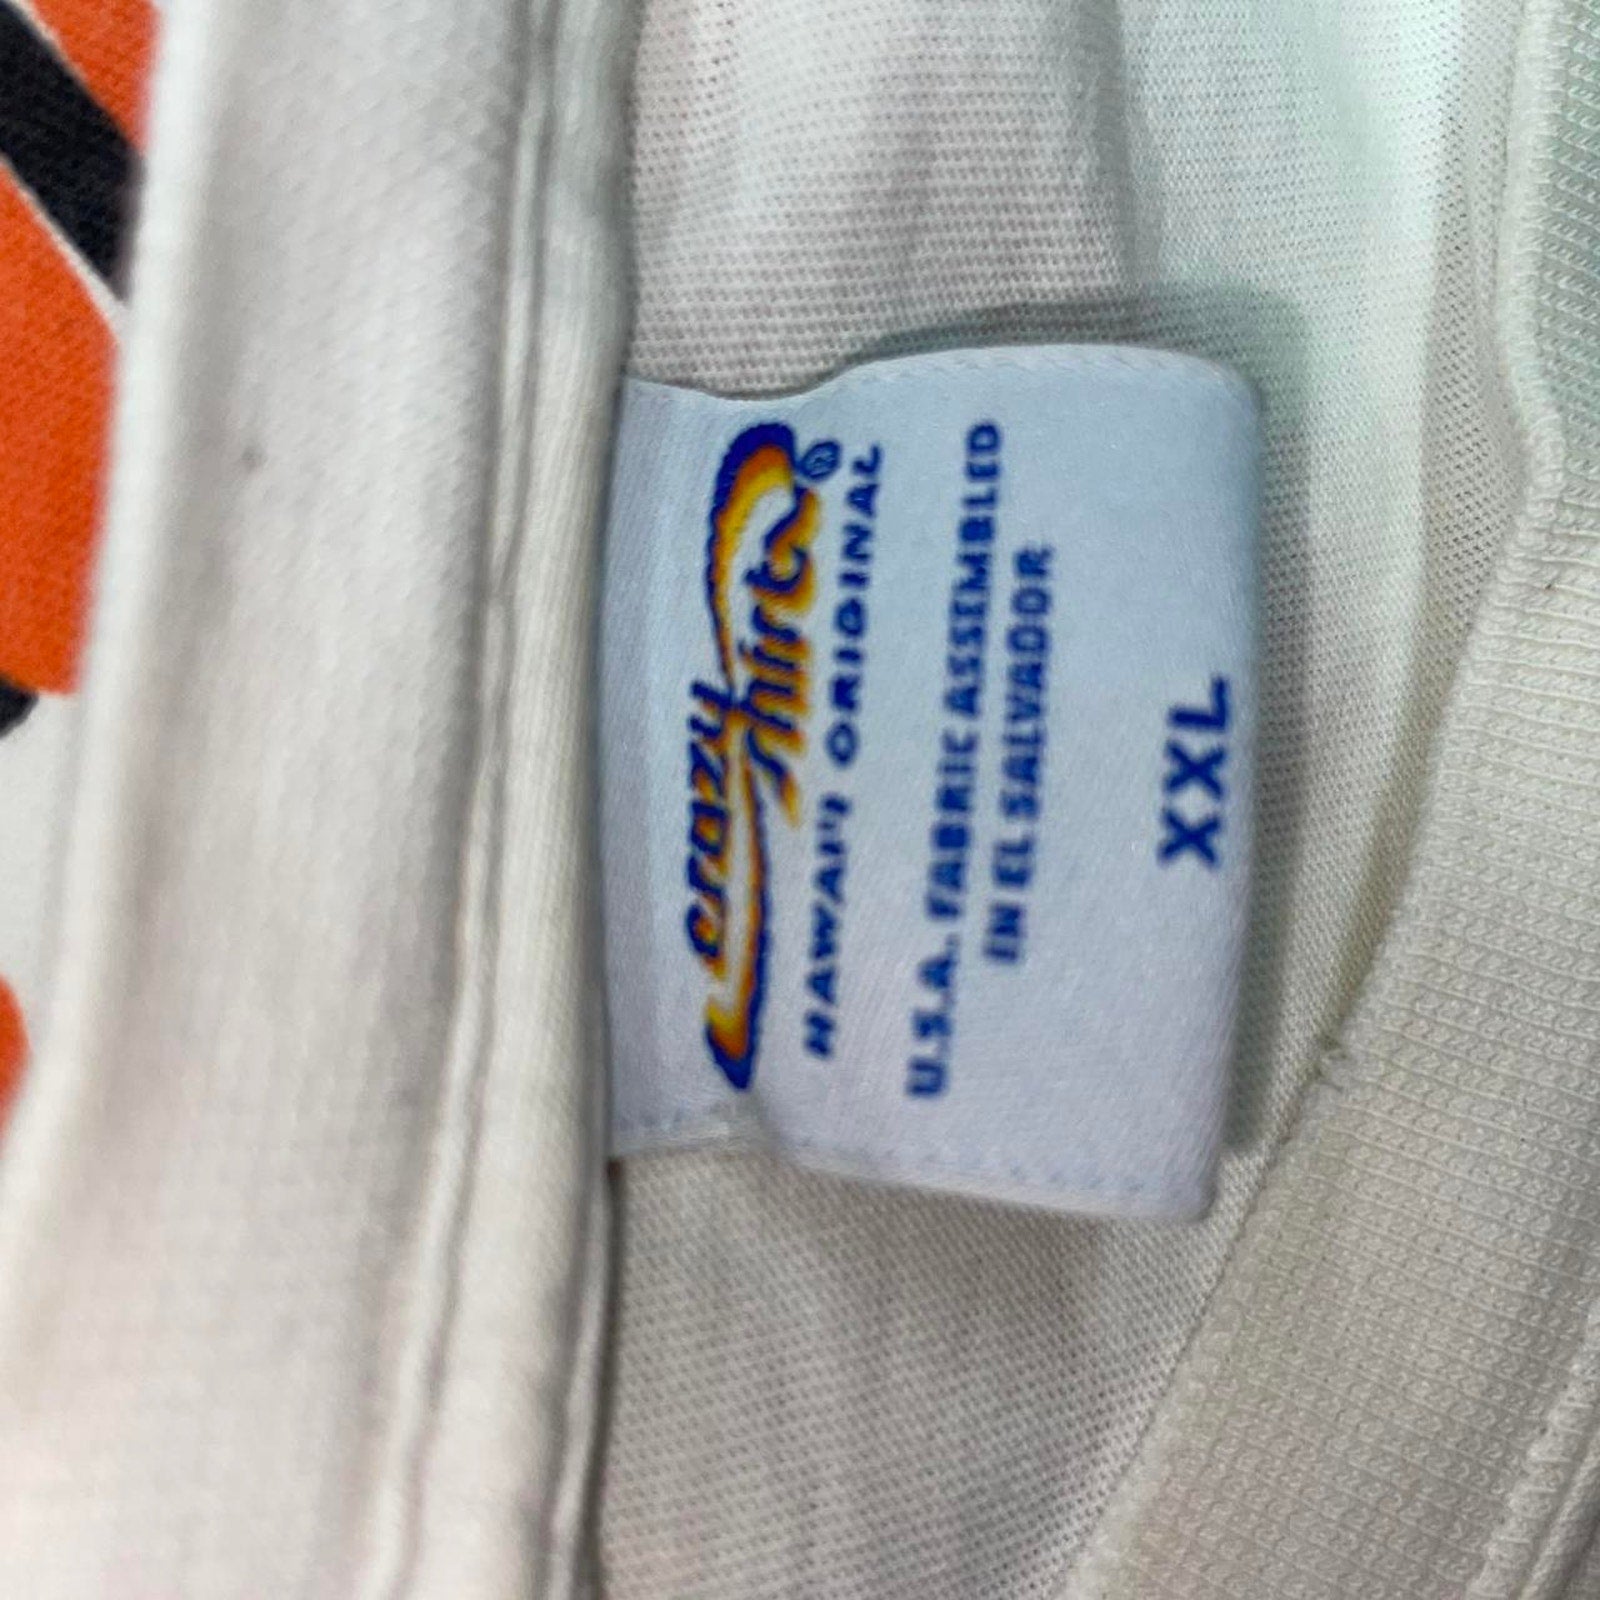 crazy
shirts®
HAWAI'I ORIGINAL
U.S.A. FABRIC ASSEMBLED
IN EL SALVADOR
XXL